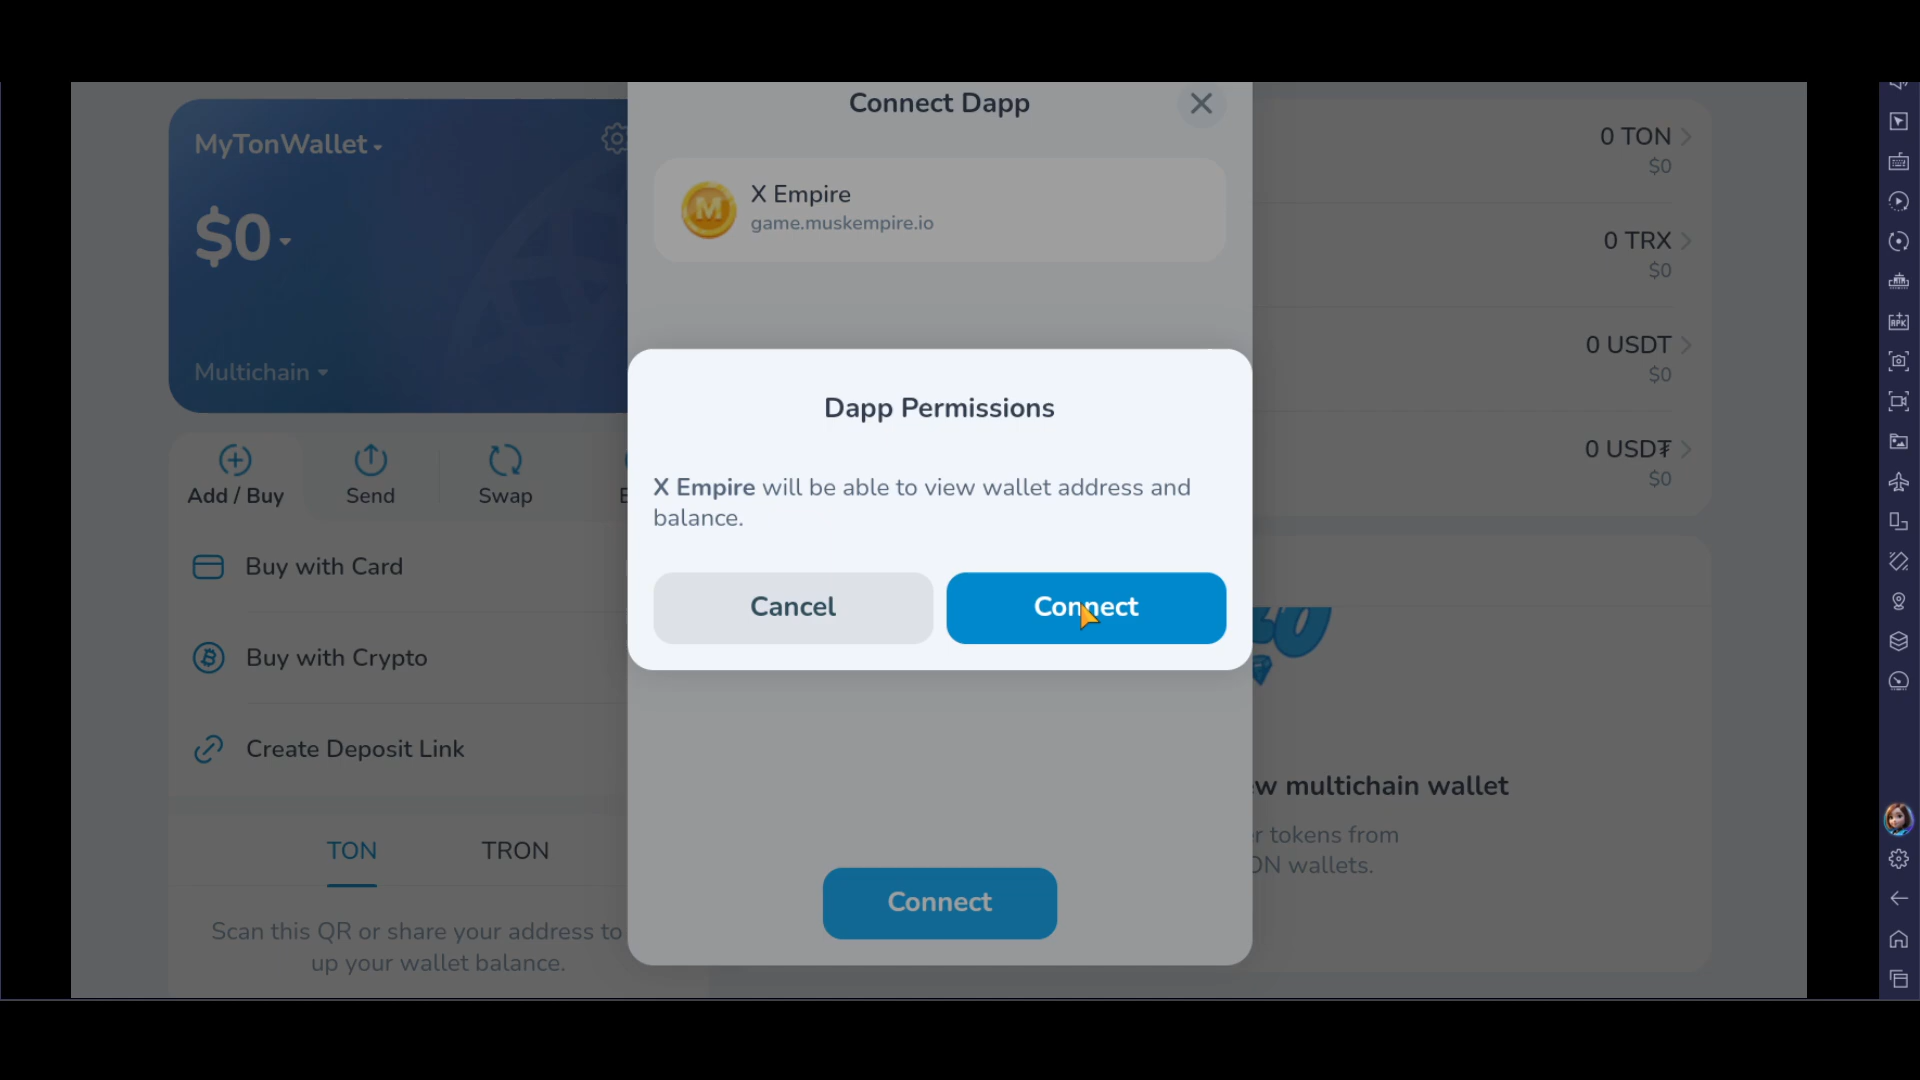 Connect Dapp
MyTonWallet
X Empire
game.muskempire.io
$0
Multichain
0 TON
$0
0 TRX
$0
0 USDT
$0
0 USD₮
$0
Dapp Permissions
X Empire will be able to view wallet address and
balance.
Cancel
Connect
Add / Buy
Send
Swap
Buy with Card
Buy with Crypto
Create Deposit Link
TON
TRON
Scan this QR or share your address to
up your wallet balance.
multichain wallet
tokens from
wallets.
Connect